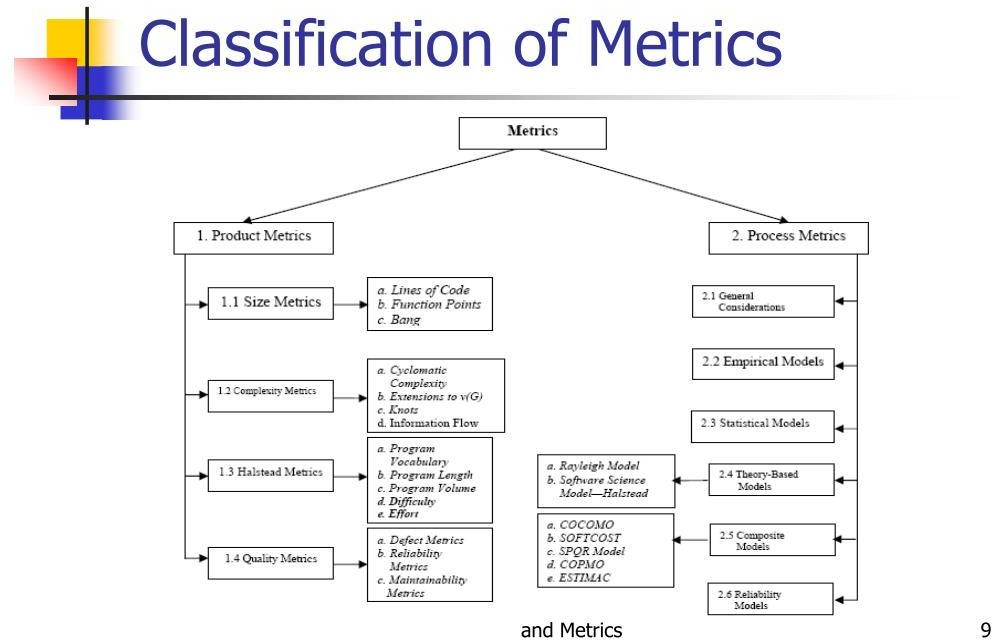 Classification of Metrics
Metrics
1. Product Metrics
2. Process Metrics
1.1 Size Metrics
a. Lines of Code
b. Function Points
c. Bang
1.2 Complexity Metrics
a. Cyclomatic
Complexity
b. Extensions to v(G)
c. Knots
d. Information Flow
1.3 Halstead Metrics
a. Program
Vocabulary
b. Program Length
c. Program Volume
d. Difficulty
e. Effort
1.4 Quality Metrics
a. Defect Metrics
b. Reliability
Metrics
c. Maintainability
Metrics
2.1 General
Considerations
2.2 Empirical Models
2.3 Statistical Models
2.4 Theory-Based
Models
a. Rayleigh Model
b. Software Science
Model—Halstead
2.5 Composite
Models
a. COCOMO
b. SOFTCOST
c. SPQR Model
d. COPMO
e. ESTIMAC
2.6 Reliability
Models
and Metrics
9